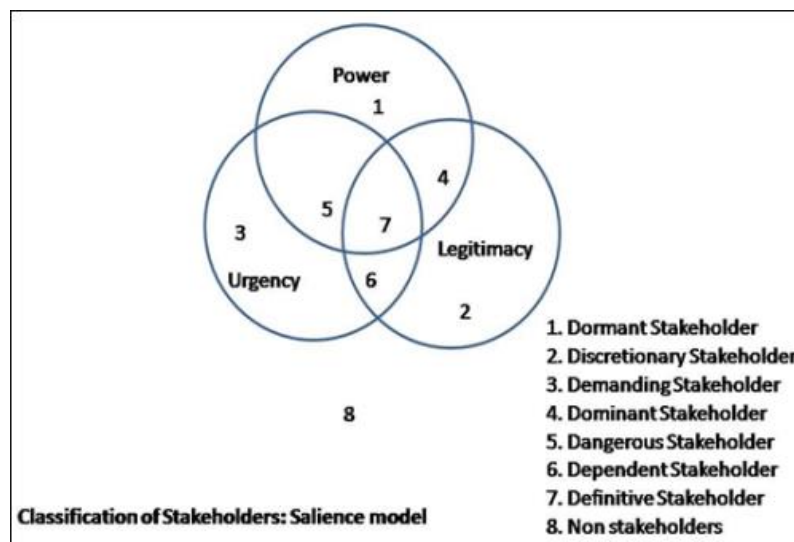 Power
1
4
5
7
3
Legitimacy
Urgency
6
2
1. Dormant Stakeholder
2. Discretionary Stakeholder
3. Demanding Stakeholder
4. Dominant Stakeholder
8
5. Dangerous Stakeholder
6. Dependent Stakeholder
7. Definitive Stakeholder
8. Non stakeholders
Classification of Stakeholders: Salience model